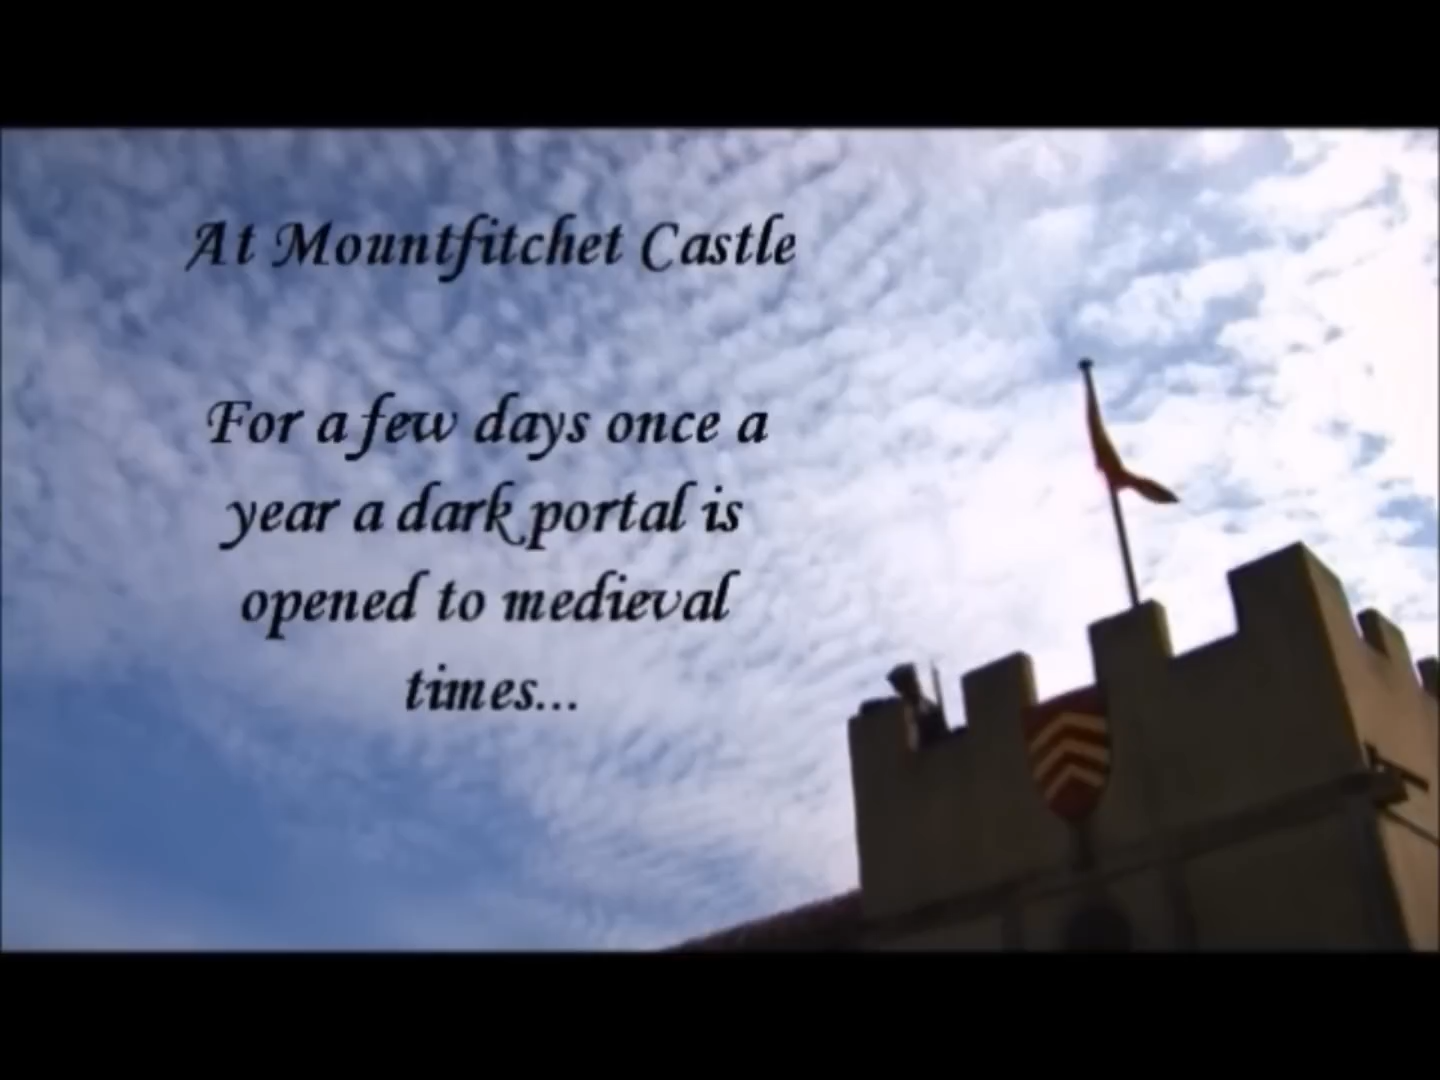 At Mountfitchet Castle
For a few days once a
year a dark portal is
opened to medieval
times...